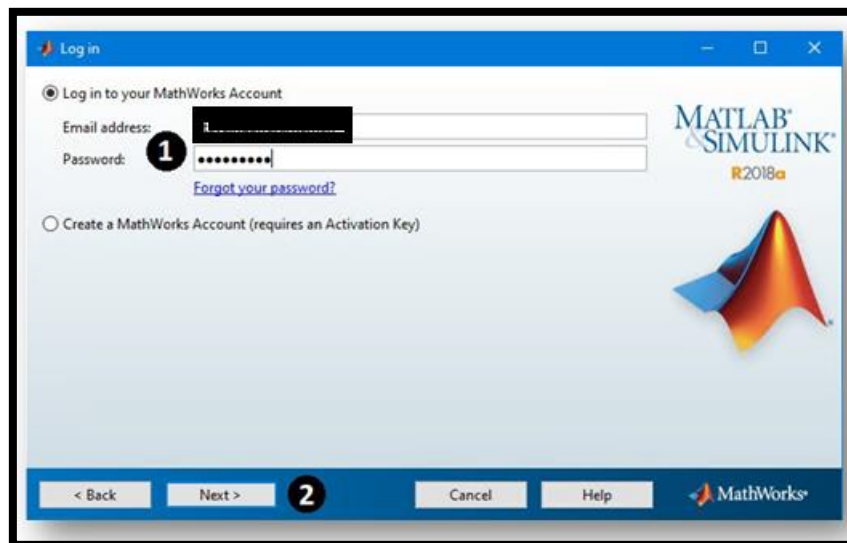 Log in
Log in to your MathWorks Account
Email address:
Password:
1
•••••••••
Forgot your password?
Create a MathWorks Account (requires an Activation Key)
MATLAB®
&SIMULINK®
R2018a
< Back
Next >
2
Cancel
Help
MathWorks®